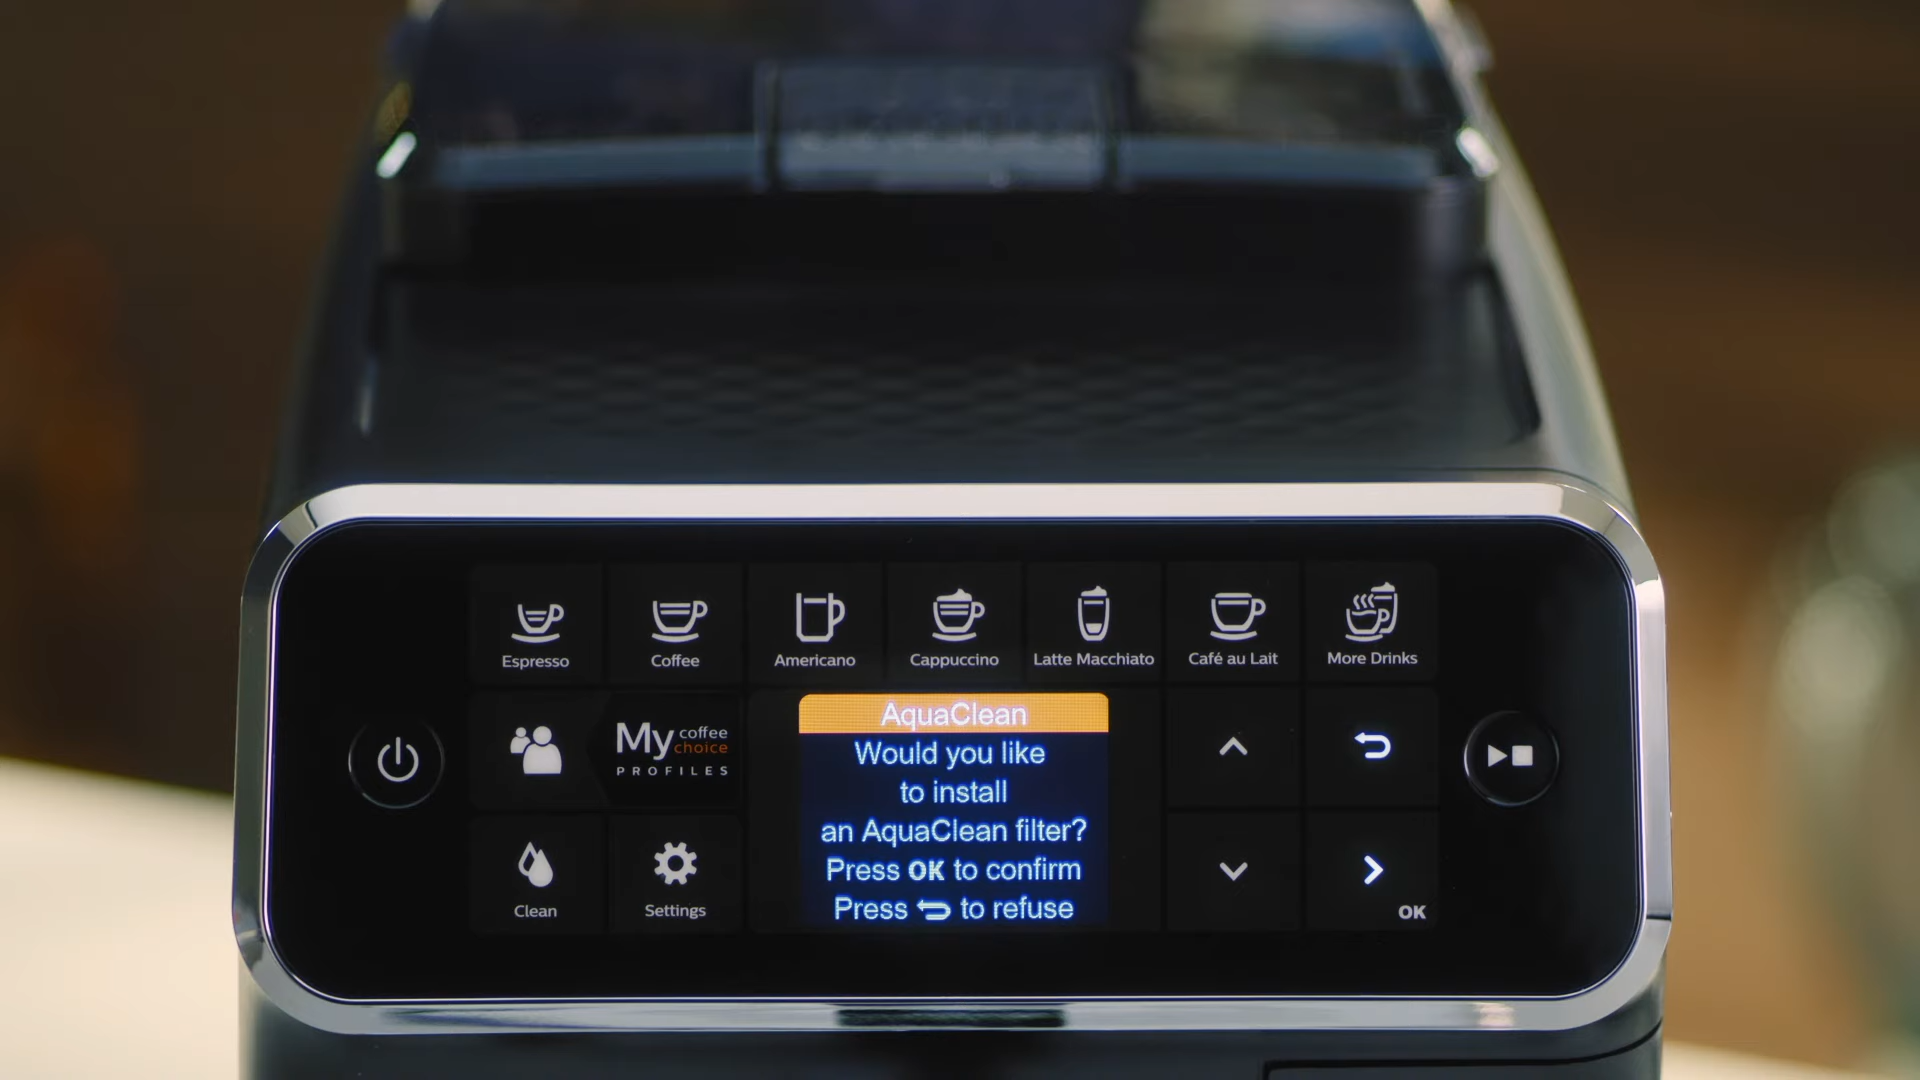 Espresso
Coffee
Americano
Cappuccino
Latte Macchiato
Café au Lait
More Drinks
My coffee choice
PROFILES
AquaClean
Would you like
to install
an AquaClean filter?
Press OK to confirm
Press to refuse
Clean
Settings
OK